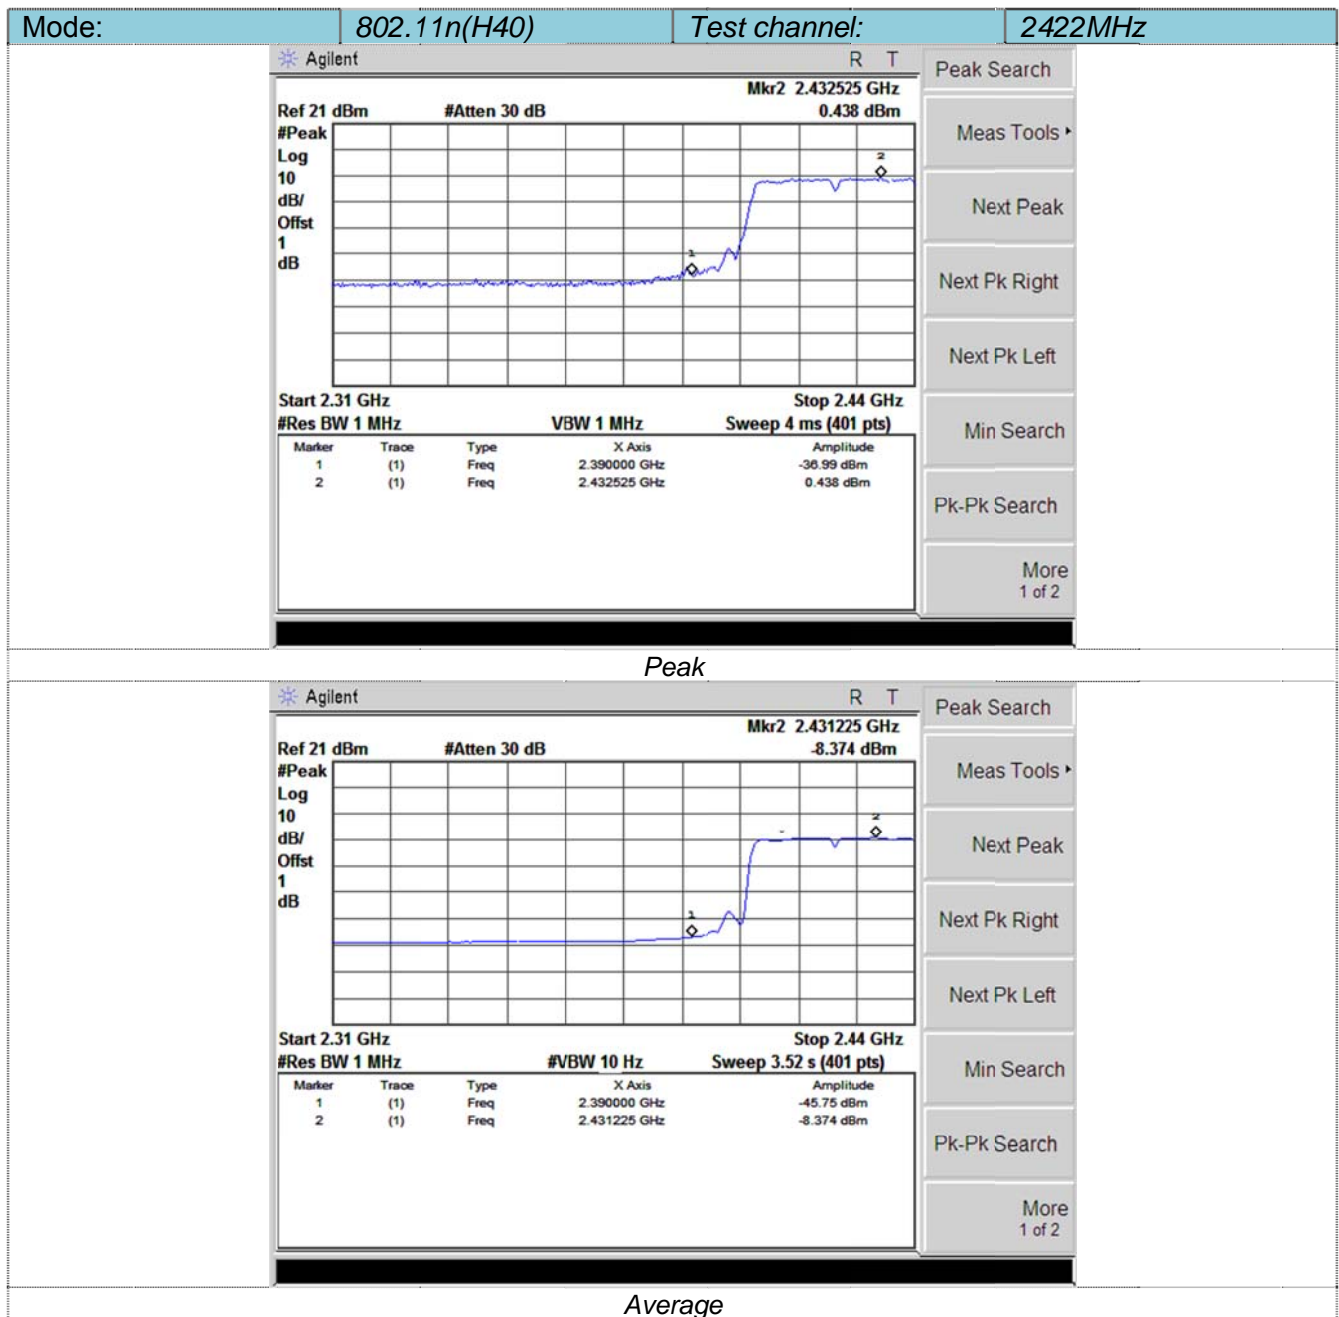 Mode: 802.11n(H40) Test channel: 2422MHz
Agilent R T
Peak Search
Mkr2 2.432525 GHz
Ref 21 dBm #Atten 30 dB 0.438 dBm
#Peak
Log
10
dB/
Offst
1
dB
1
2
Meas Tools
Next Peak
Next Pk Right
Next Pk Left
Start 2.31 GHz Stop 2.44 GHz
#Res BW 1 MHz VBW 1 MHz Sweep 4 ms (401 pts)
Min Search
Marker Trace Type X Axis Amplitude
1 (1) Freq 2.390000 GHz -36.99 dBm
2 (1) Freq 2.432525 GHz 0.438 dBm
Pk-Pk Search
More
1 of 2
Peak
Agilent R T
Peak Search
Mkr2 2.431225 GHz
Ref 21 dBm #Atten 30 dB -8.374 dBm
#Peak
Log
10
dB/
Offst
1
dB
1
2
Meas Tools
Next Peak
Next Pk Right
Next Pk Left
Start 2.31 GHz Stop 2.44 GHz
#Res BW 1 MHz #VBW 10 Hz Sweep 3.52 s (401 pts)
Min Search
Marker Trace Type X Axis Amplitude
1 (1) Freq 2.390000 GHz -45.75 dBm
2 (1) Freq 2.431225 GHz -8.374 dBm
Pk-Pk Search
More
1 of 2
Average